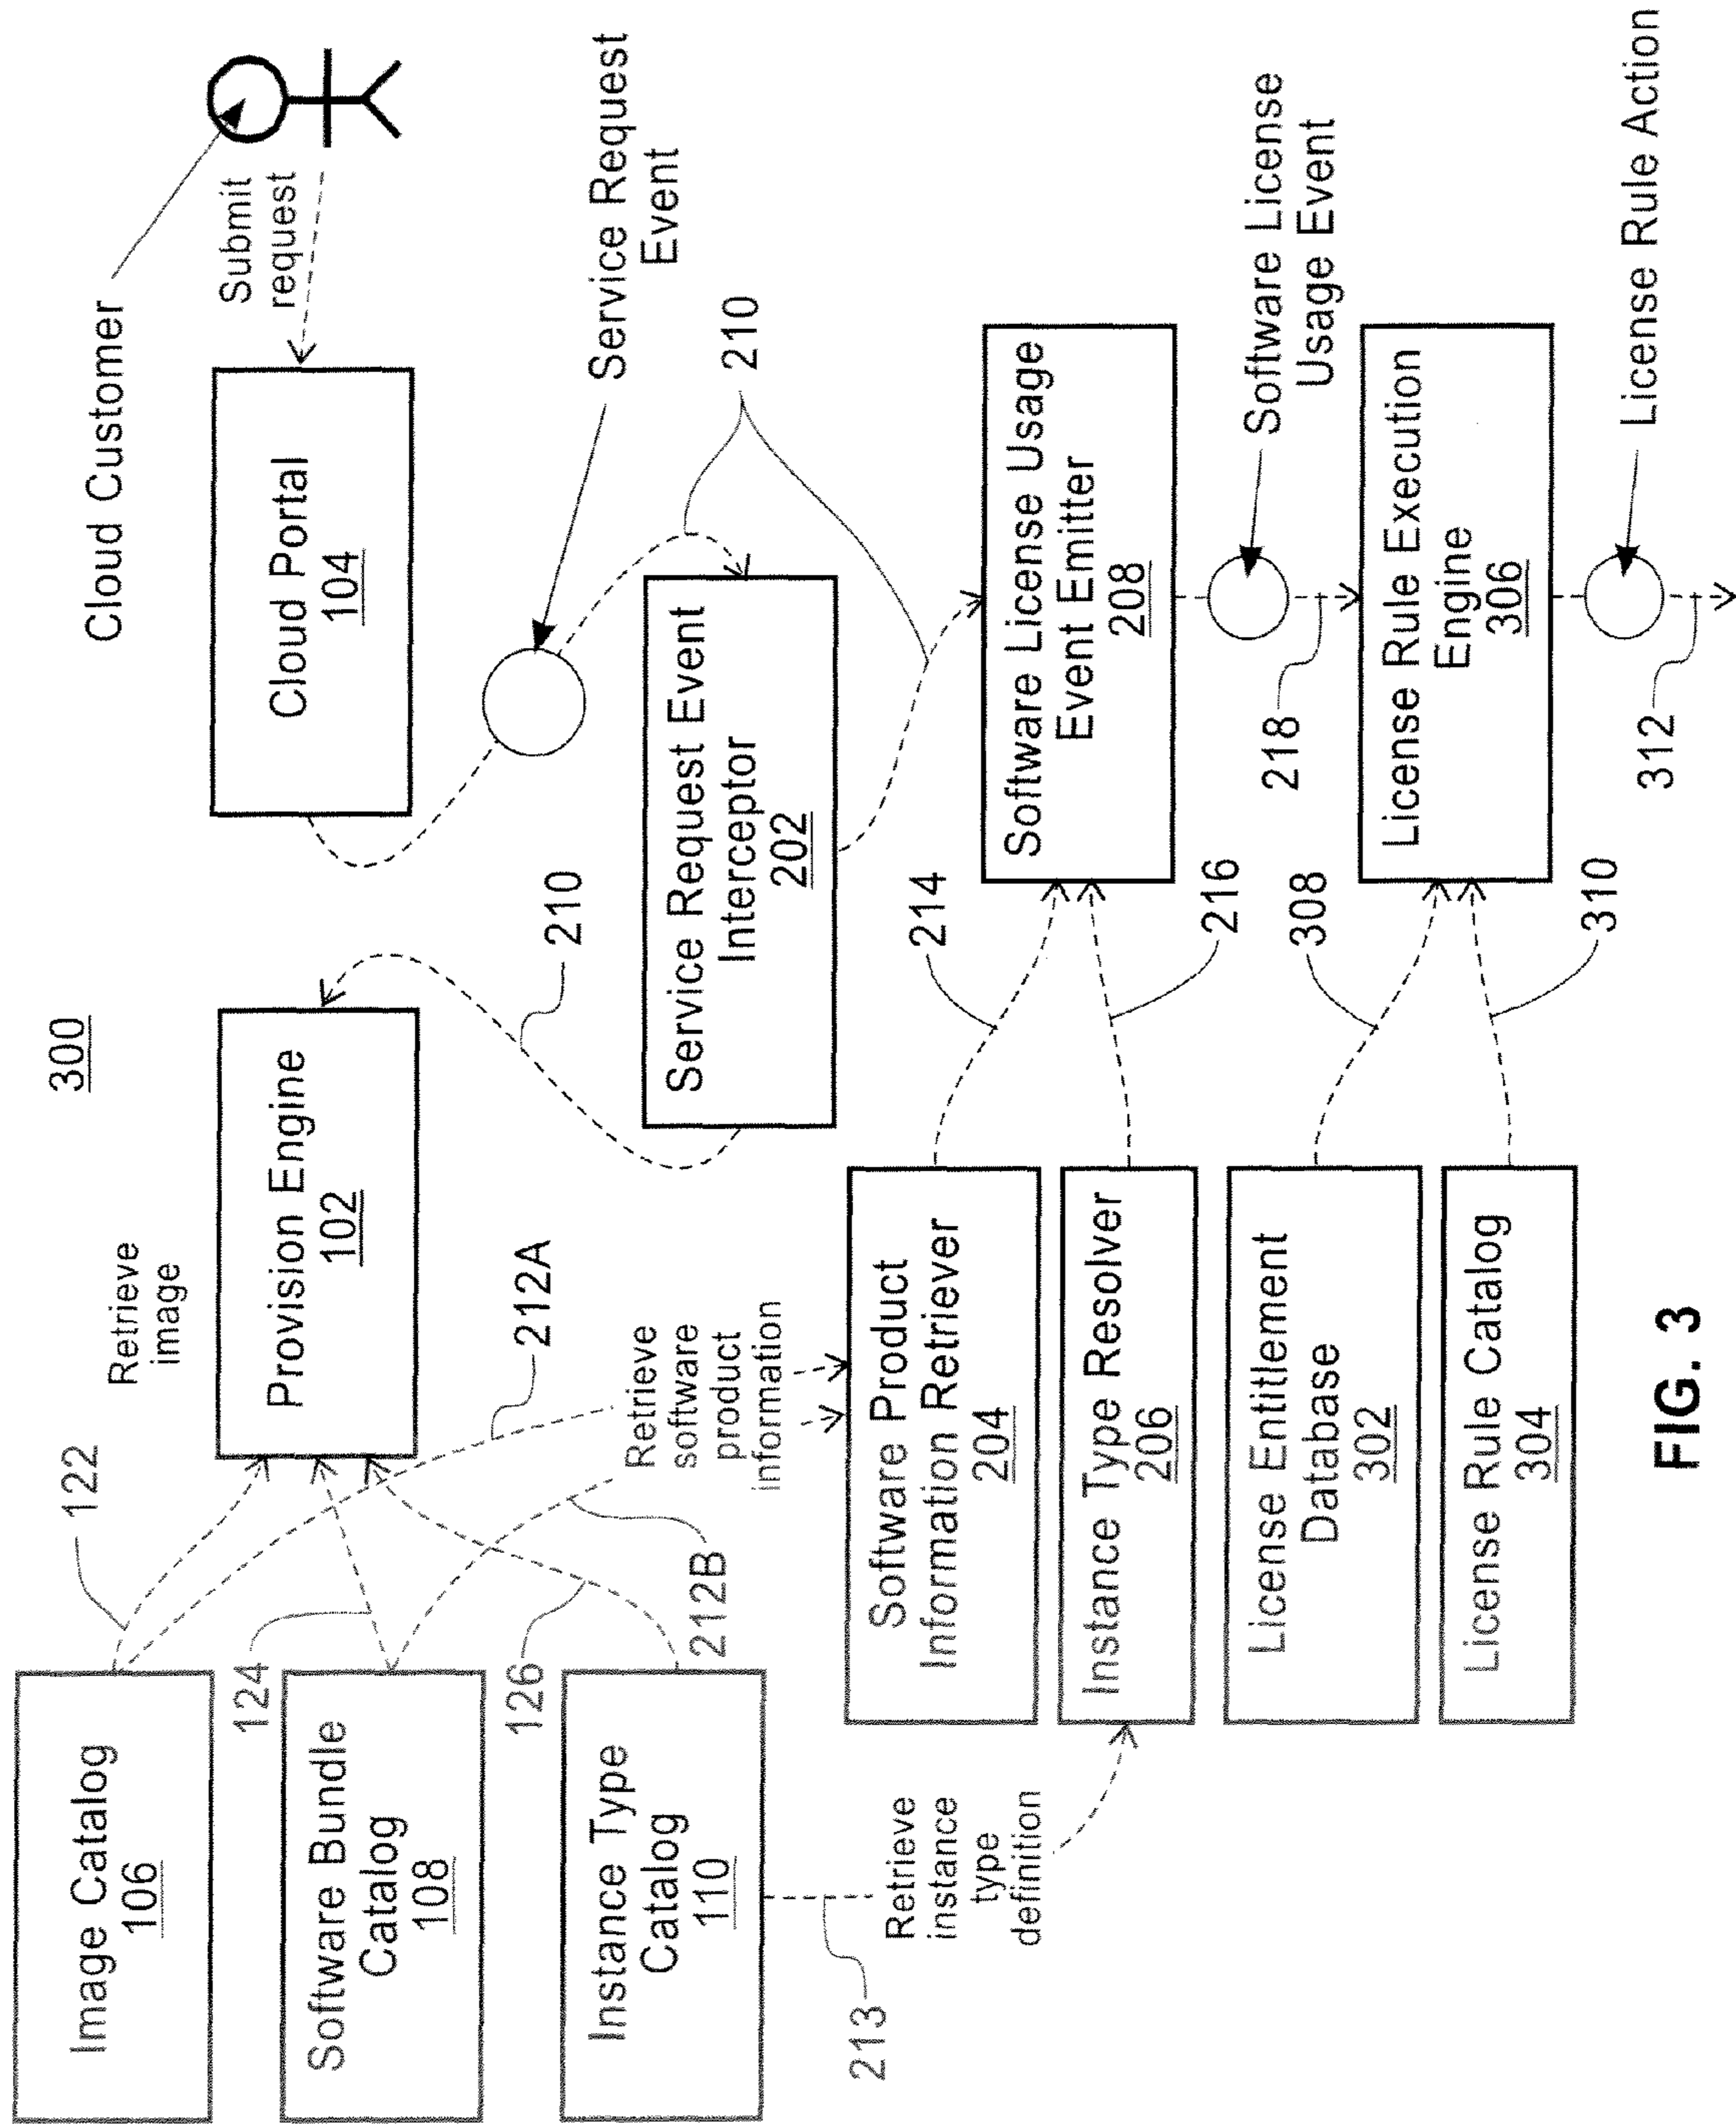 300
Cloud Customer
Image Catalog
106
122
Retrieve
image
Provision Engine
102
Cloud Portal
104
Submit
request
124
Software Bundle
Catalog
108
126
212A
210
Service Request
Event
Instance Type
Catalog
110
212B
Retrieve
software
product
information
Service Request Event
Interceptor
202
210
213
Retrieve
instance
type
definition
Software Product
Information Retriever
204
214
Software License Usage
Event Emitter
208
Instance Type Resolver
206
216
218
Software License
Usage Event
License Entitlement
Database
302
308
License Rule Execution
Engine
306
License Rule Catalog
304
310
312
License Rule Action
FIG. 3